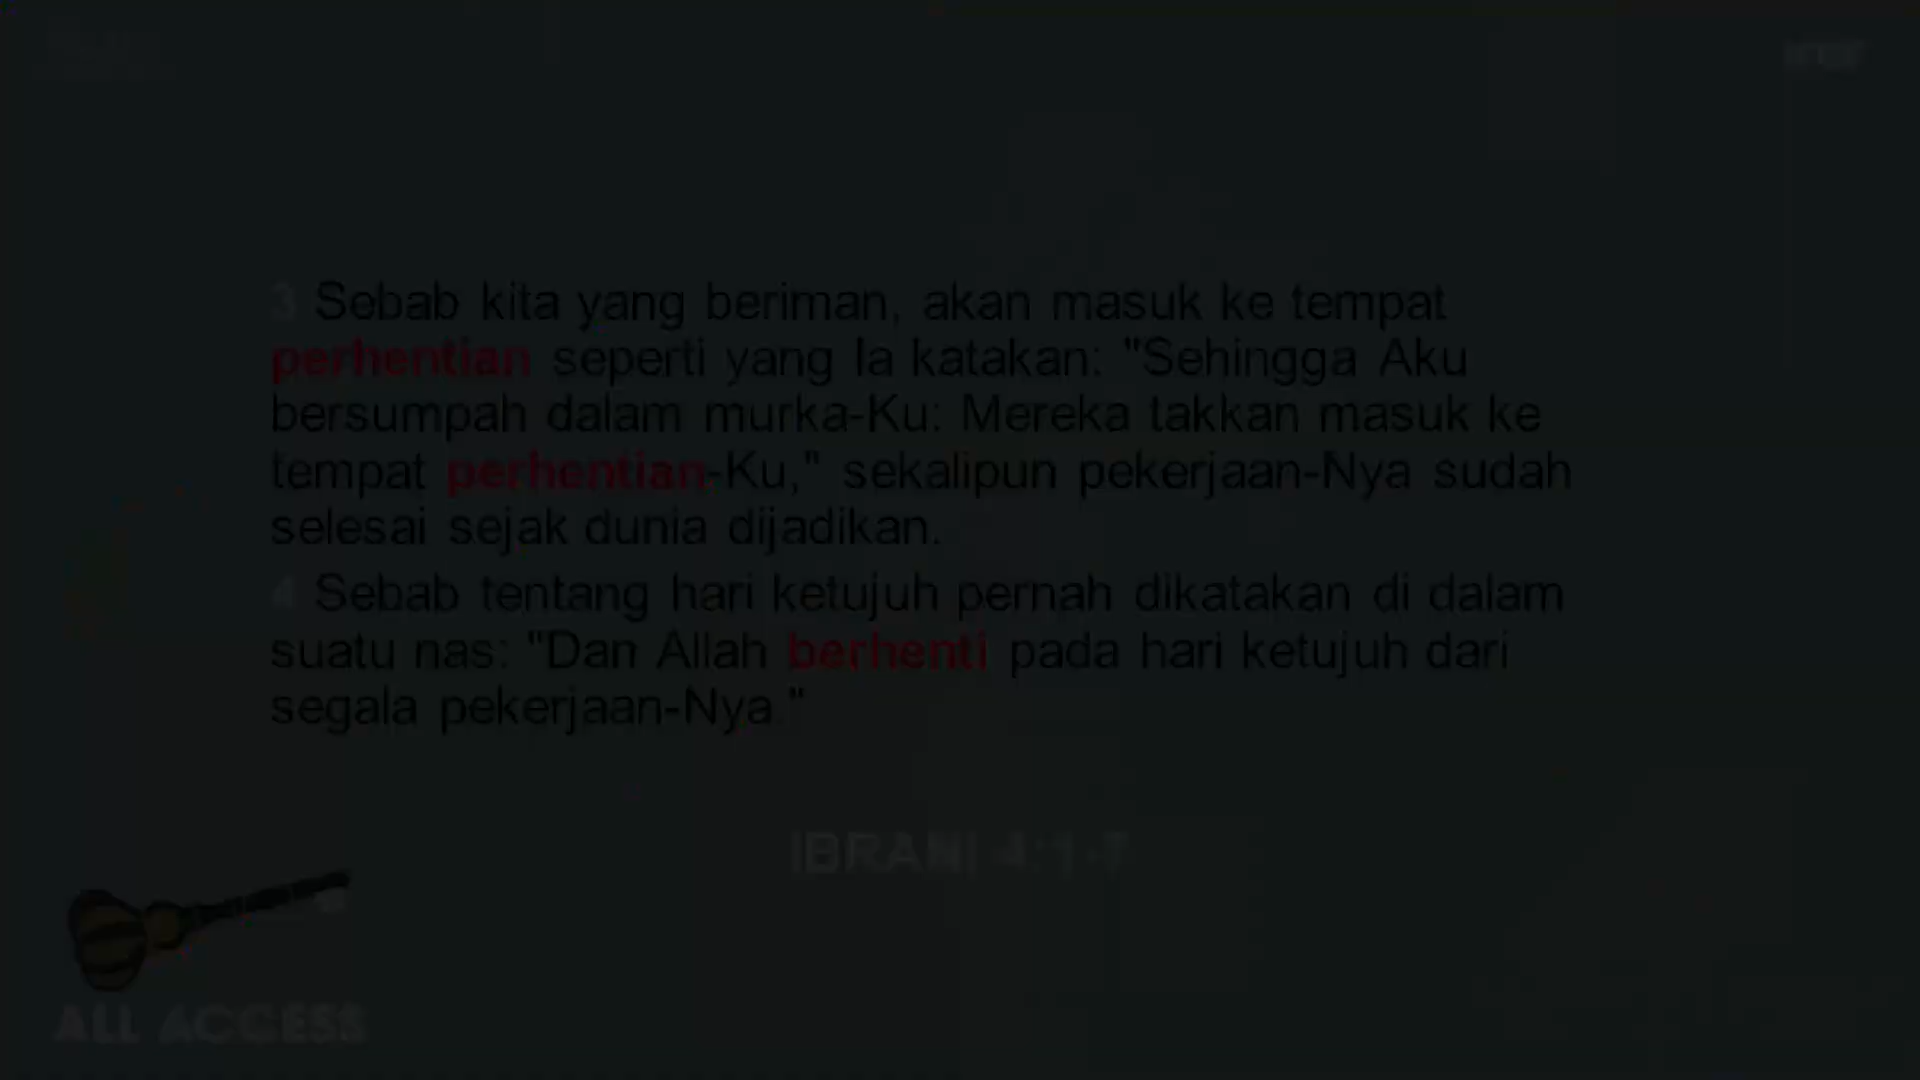 3 Sebab kita yang beriman, akan masuk ke tempat
perhentian seperti yang Ia katakan: "Sehingga Aku
bersumpah dalam murka-Ku: Mereka takkan masuk ke
tempat perhentian-Ku," sekalipun pekerjaan-Nya sudah
selesai sejak dunia dijadikan.
4 Sebab tentang hari ketujuh pernah dikatakan di dalam
suatu nas: "Dan Allah berhenti pada hari ketujuh dari
segala pekerjaan-Nya."
IBRANI 4:1-7
ALL ACCESS